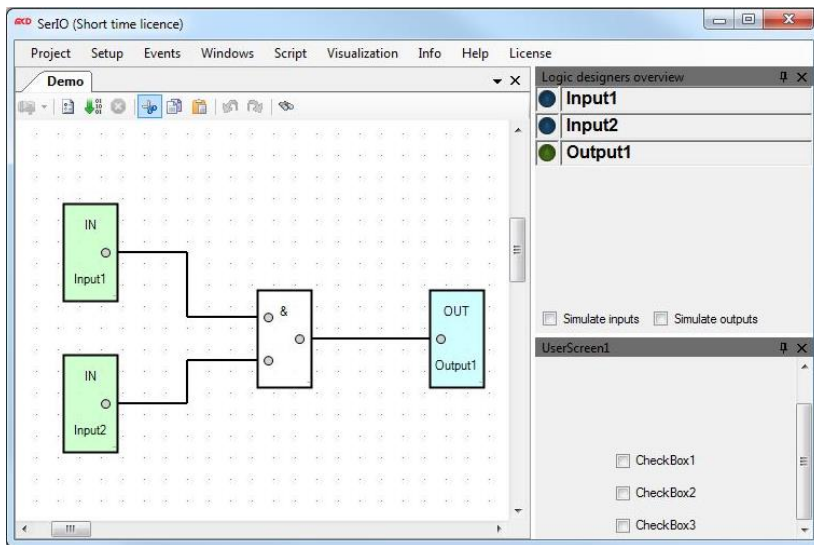 MCD SerIO (Short time licence)
Project Setup Events Windows Script Visualization Info Help License
Demo
Logic designers overview
Input1
Input2
Output1
IN
Input1
&
OUT
Output1
IN
Input2
Simulate inputs Simulate outputs
UserScreen1
CheckBox1
CheckBox2
CheckBox3